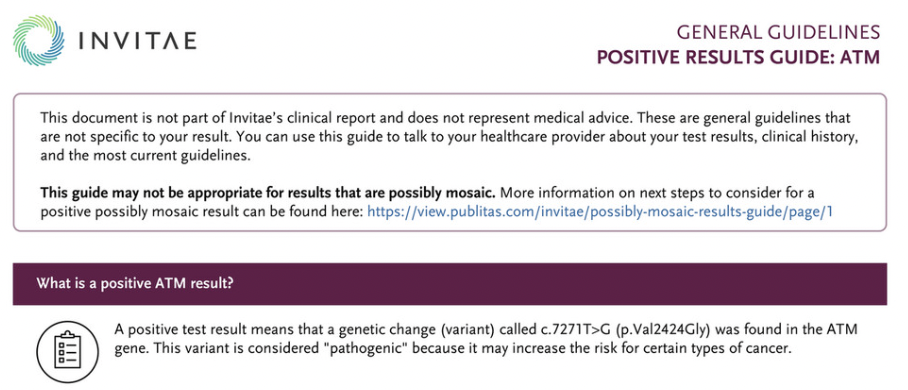 INVITAE
GENERAL GUIDELINES
POSITIVE RESULTS GUIDE: ATM
This document is not part of Invitae's clinical report and does not represent medical advice. These are general guidelines that
are not specific to your result. You can use this guide to talk to your healthcare provider about your test results, clinical history,
and the most current guidelines.
This guide may not be appropriate for results that are possibly mosaic. More information on next steps to consider for a
positive possibly mosaic result can be found here: https://view.publitas.com/invitae/possibly-mosaic-results-guide/page/1
What is a positive ATM result?
A positive test result means that a genetic change (variant) called c.7271T>G (p.Val2424Gly) was found in the ATM
gene. This variant is considered "pathogenic" because it may increase the risk for certain types of cancer.